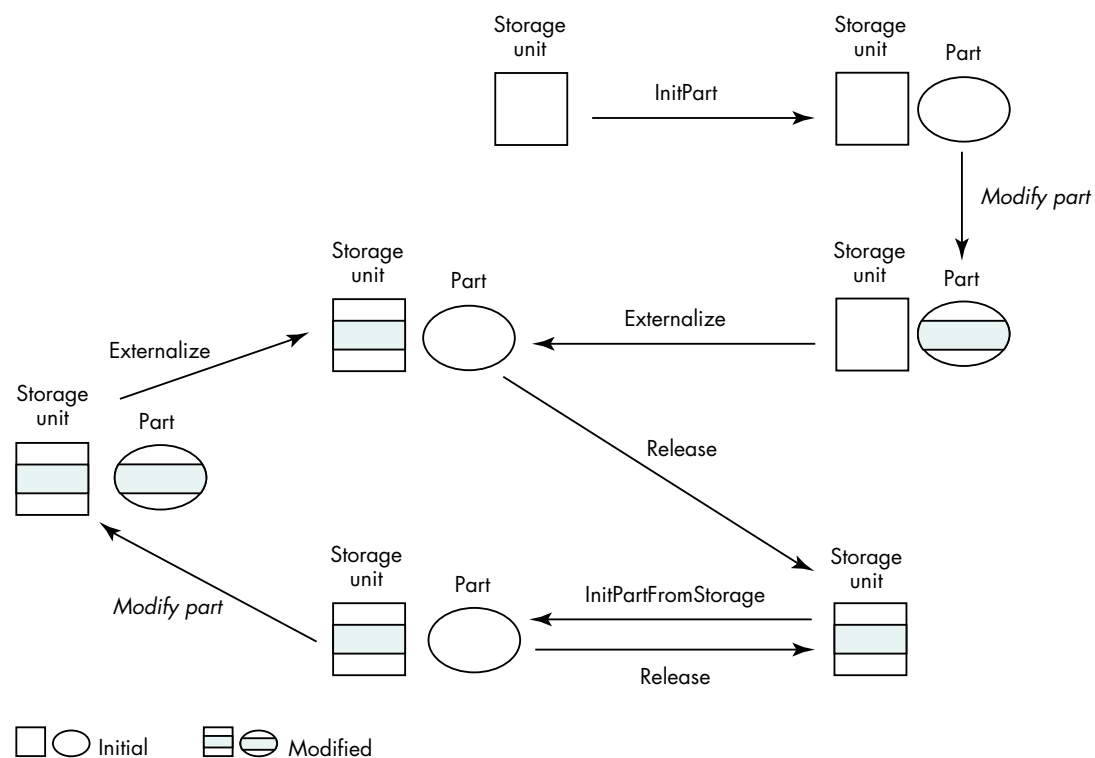 Storage
unit
Storage
unit
Part
InitPart
Modify part
Storage
unit
Part
Storage
unit
Part
Externalize
Externalize
Storage
unit
Part
Release
Storage
unit
Part
Storage
unit
InitPartFromStorage
Modify part
Release
Initial
Modified